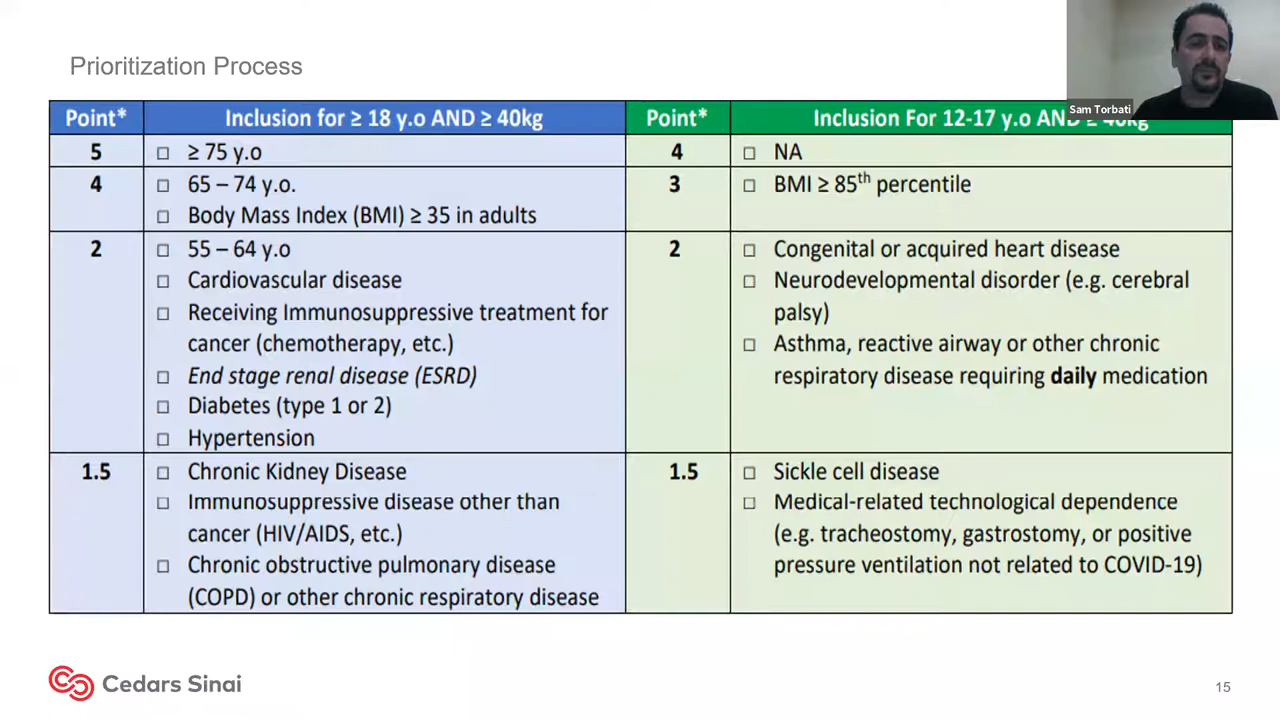 Prioritization Process
Sam Torbati
Point*
Inclusion for ≥ 18 y.o AND ≥ 40kg
Point*
Inclusion For 12-17 y.o AND ≥ 40kg
5
□ ≥ 75 y.o
4
□ NA
4
□ 65 – 74 y.o.
□ Body Mass Index (BMI) ≥ 35 in adults
3
□ BMI ≥ 85th percentile
2
□ 55 – 64 y.o
□ Cardiovascular disease
□ Receiving Immunosuppressive treatment for
cancer (chemotherapy, etc.)
□ End stage renal disease (ESRD)
□ Diabetes (type 1 or 2)
□ Hypertension
2
□ Congenital or acquired heart disease
□ Neurodevelopmental disorder (e.g. cerebral
palsy)
□ Asthma, reactive airway or other chronic
respiratory disease requiring daily medication
1.5
□ Chronic Kidney Disease
□ Immunosuppressive disease other than
cancer (HIV/AIDS, etc.)
□ Chronic obstructive pulmonary disease
(COPD) or other chronic respiratory disease
1.5
□ Sickle cell disease
□ Medical-related technological dependence
(e.g. tracheostomy, gastrostomy, or positive
pressure ventilation not related to COVID-19)
Cedars Sinai
15